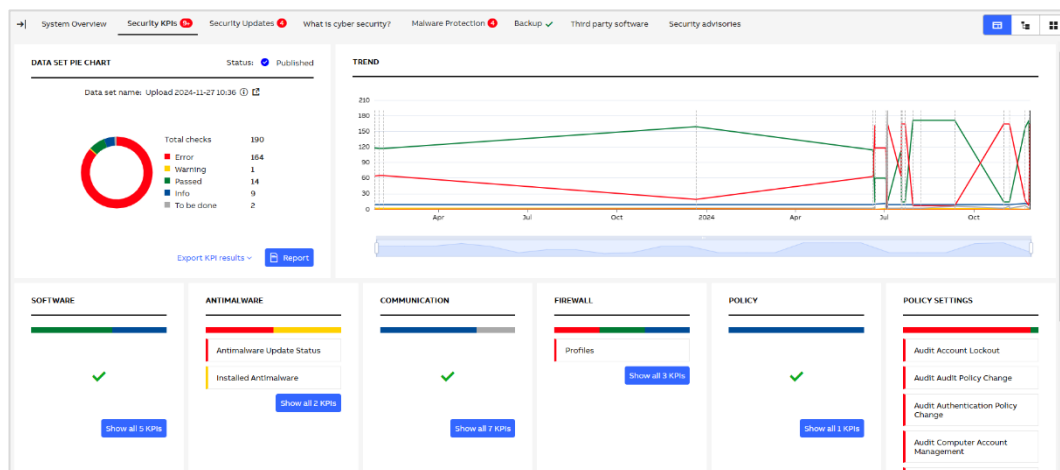 System Overview Security KPIs 9+ Security Updates 4 What is cyber security? Malware Protection 4 Backup Third party software Security advisories
DATA SET PIE CHART Status: Published
Data set name: Upload 2024-11-27 10:36
Total checks 190
Error 164
Warning 1
Passed 14
Info 9
To be done 2
Export KPI results Report
TREND
210
180
150
120
90
60
30
0
Apr Jul Oct 2024 Apr Jul Oct
SOFTWARE
Show all 5 KPIs
ANTIMALWARE
Antimalware Update Status
Installed Antimalware
Show all 2 KPIs
COMMUNICATION
Show all 7 KPIs
FIREWALL
Profiles
Show all 3 KPIs
POLICY
Show all 1 KPIs
POLICY SETTINGS
Audit Account Lockout
Audit Audit Policy Change
Audit Authentication Policy
Change
Audit Computer Account
Management